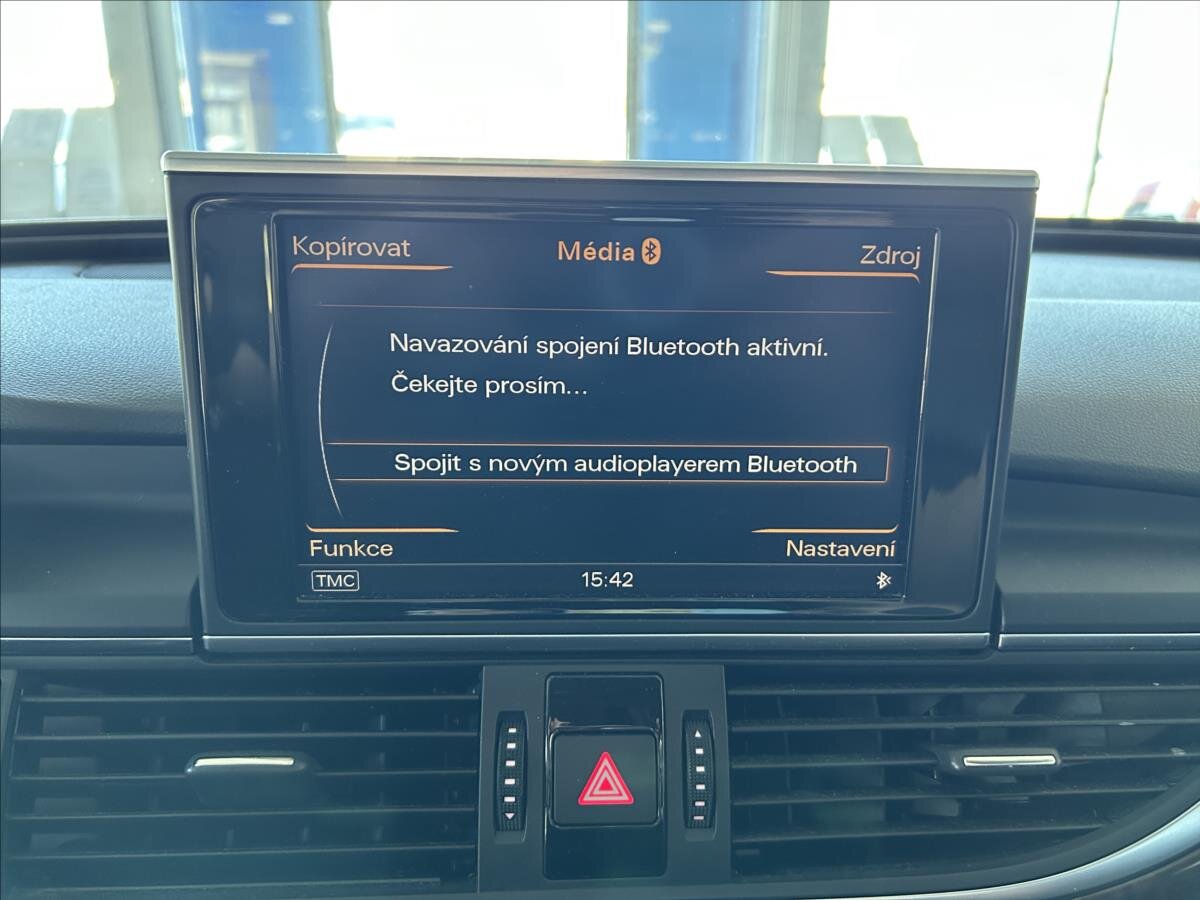 Kopírovat
Média
Zdroj
Navazování spojení Bluetooth aktivní.
Čekejte prosím...
Spojit s novým audioplayerem Bluetooth
Funkce
Nastavení
TMC
15:42